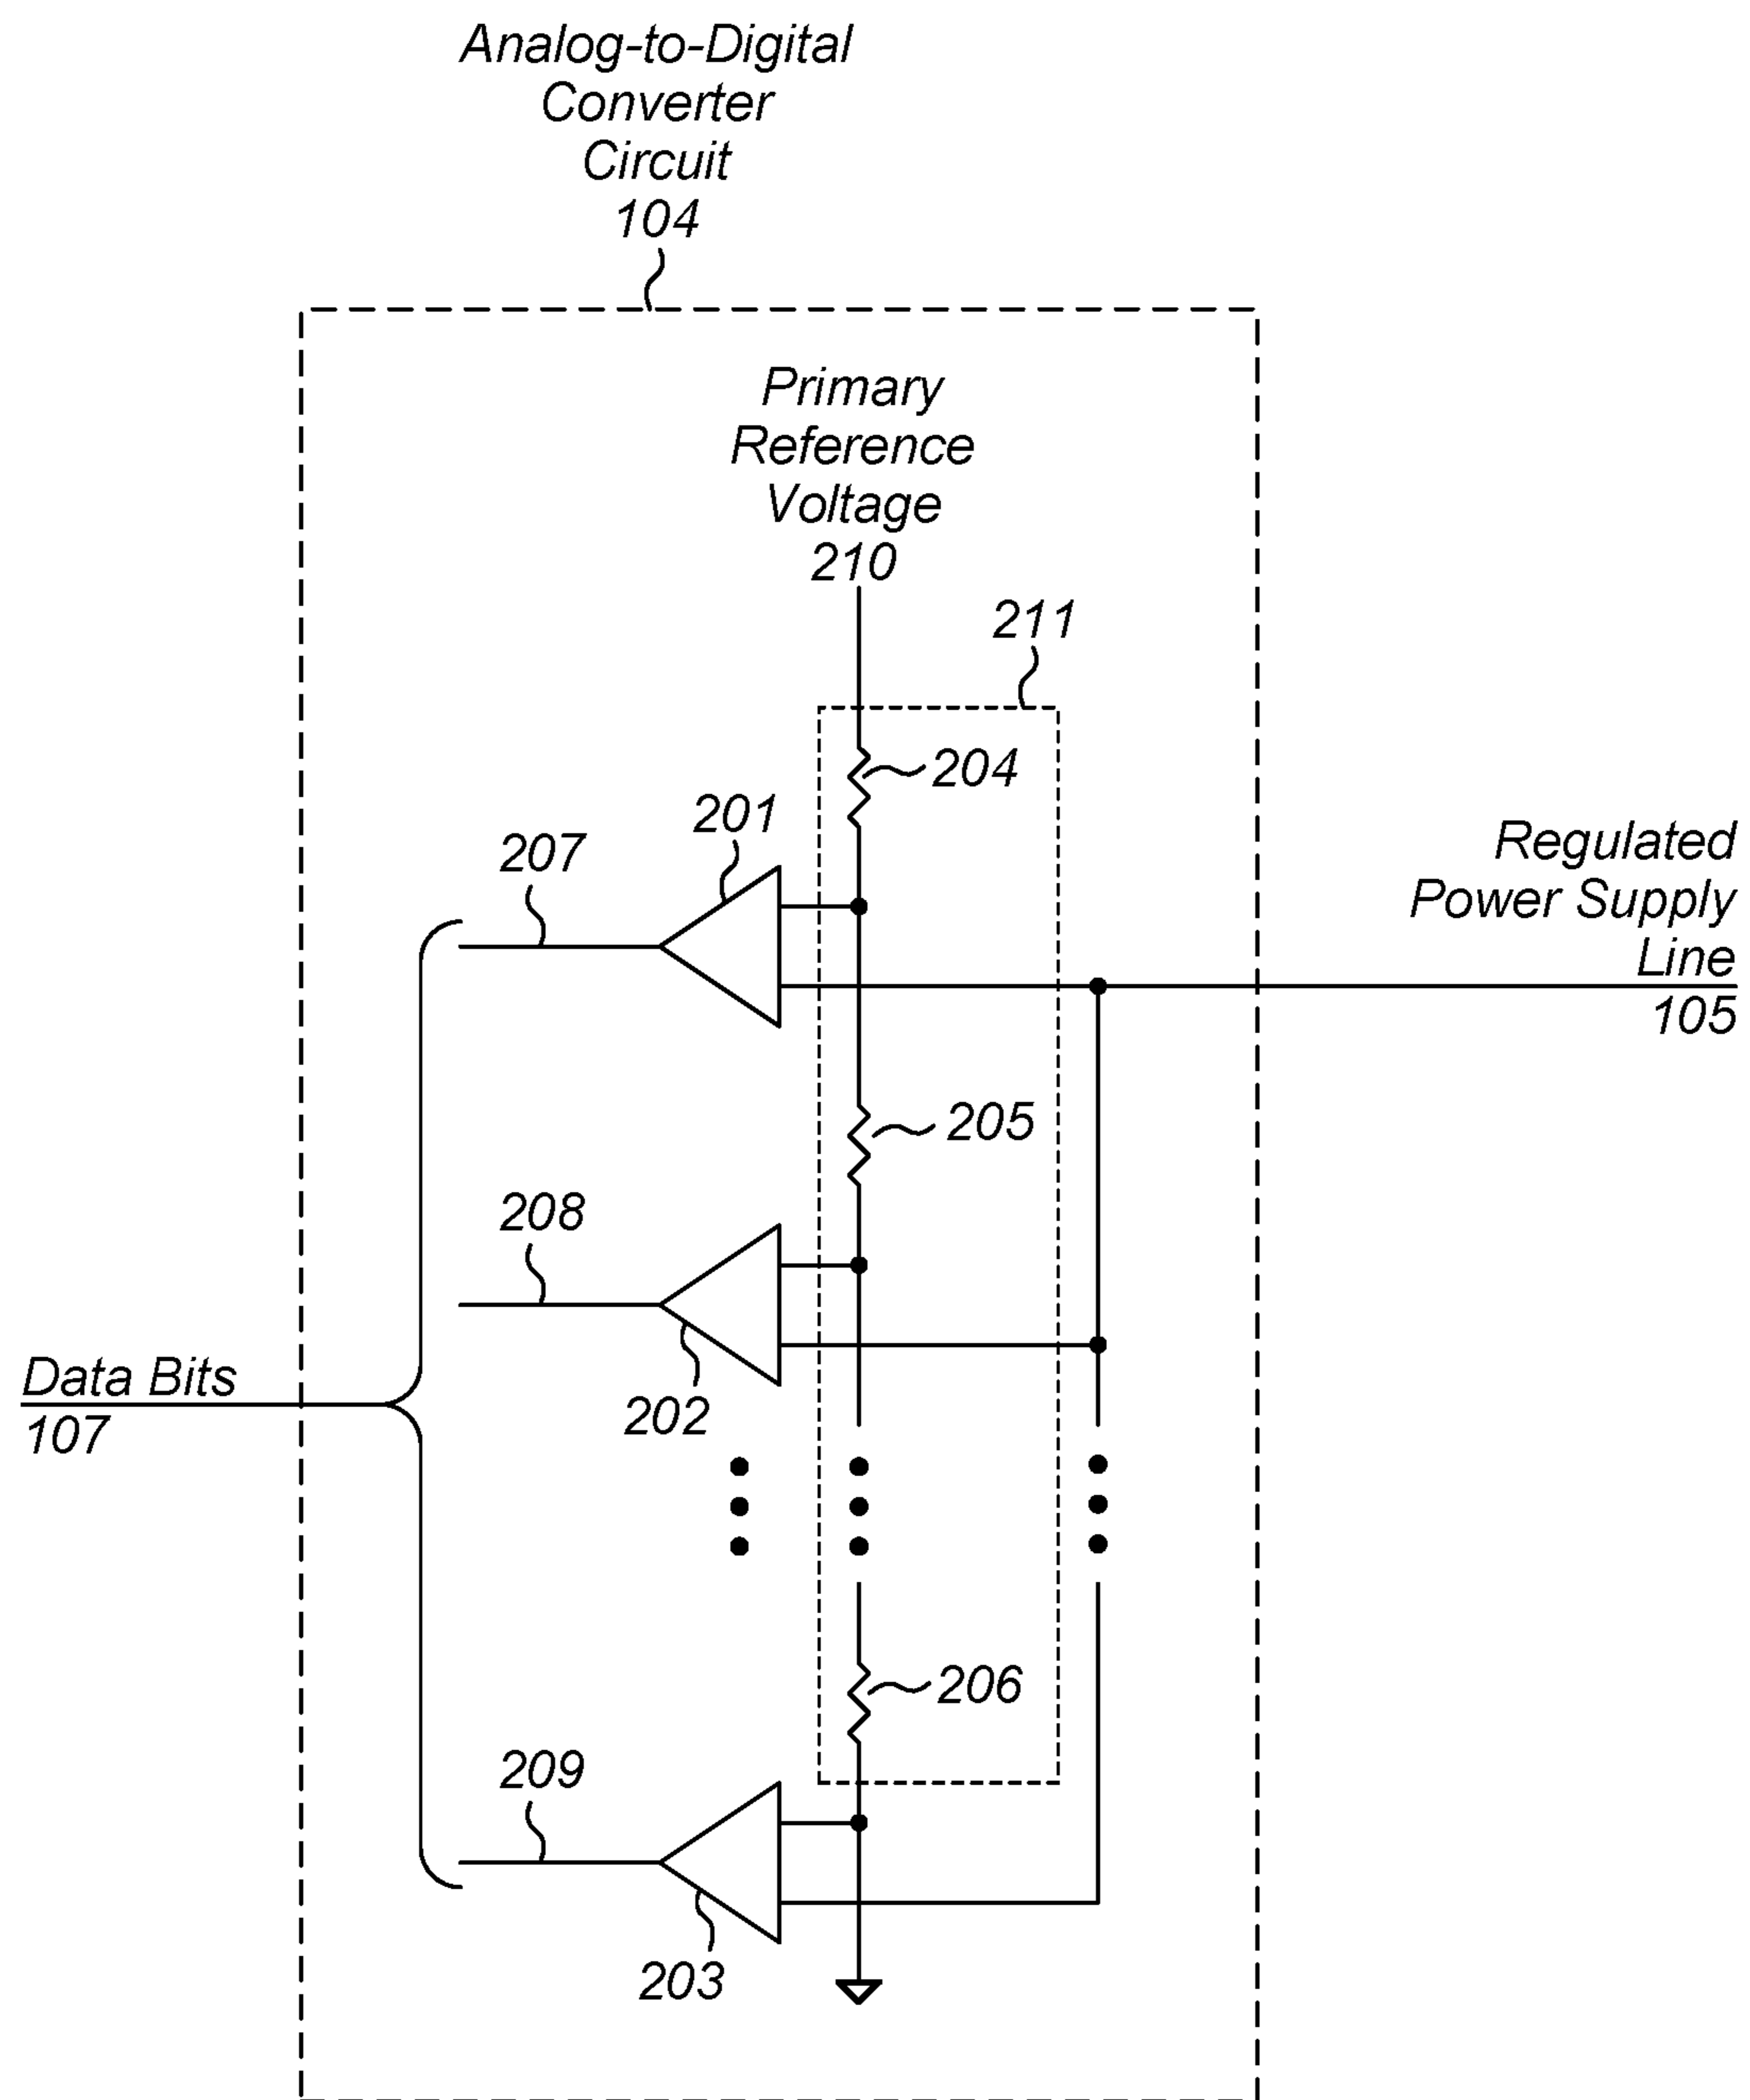 Analog-to-Digital
Converter
Circuit
104
Primary
Reference
Voltage
210
211
204
201
207
Regulated
Power Supply
Line
105
205
208
Data Bits
107
202
206
209
203